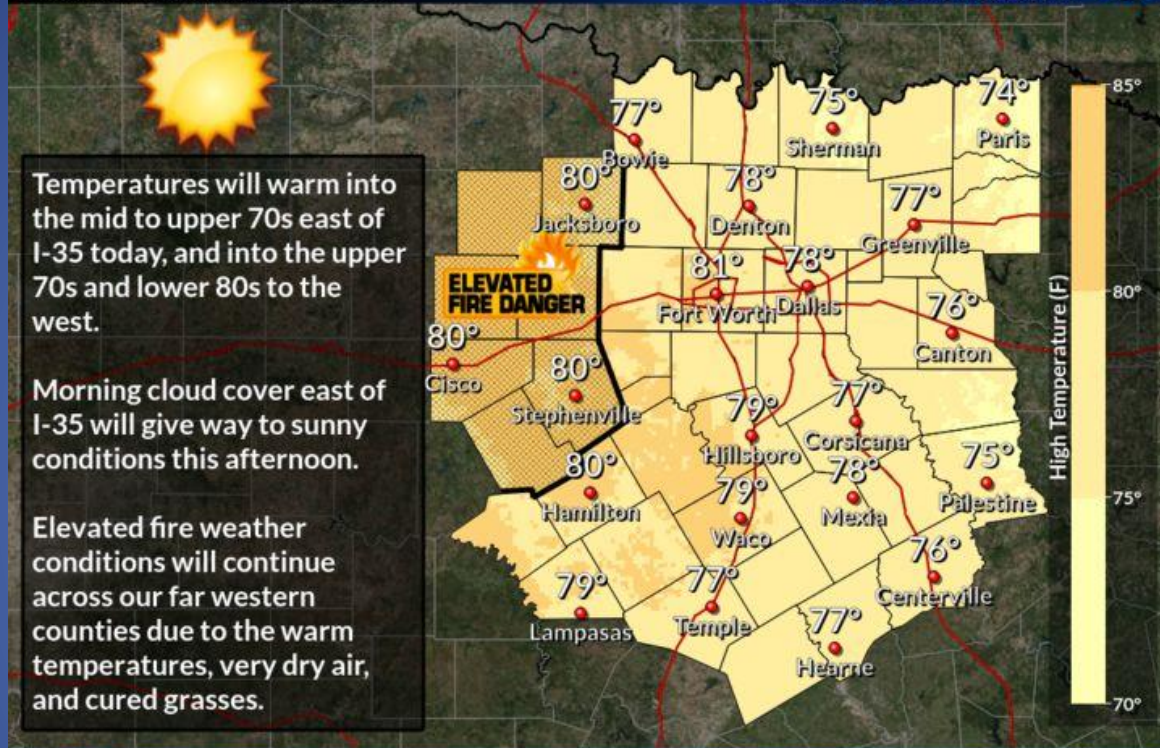 Temperatures will warm into
the mid to upper 70s east of
I-35 today, and into the upper
70s and lower 80s to the
west.
Morning cloud cover east of
I-35 will give way to sunny
conditions this afternoon.
Elevated fire weather
conditions will continue
across our far western
counties due to the warm
temperatures, very dry air,
and cured grasses.
77°
Bowie
75°
Sherman
74°
Paris
80°
Jacksboro
78°
Denton
77°
Greenville
ELEVATED
FIRE DANGER
81°
Fort Worth
78°
Dallas
76°
Canton
80°
Cisco
80°
Stephenville
79°
Hillsboro
77°
Corsicana
80°
Hamilton
79°
Waco
78°
Mexia
75°
Palestine
79°
Lampasas
77°
Temple
76°
Centerville
77°
Hearne
High Temperature (F)
85°
80°
75°
70°